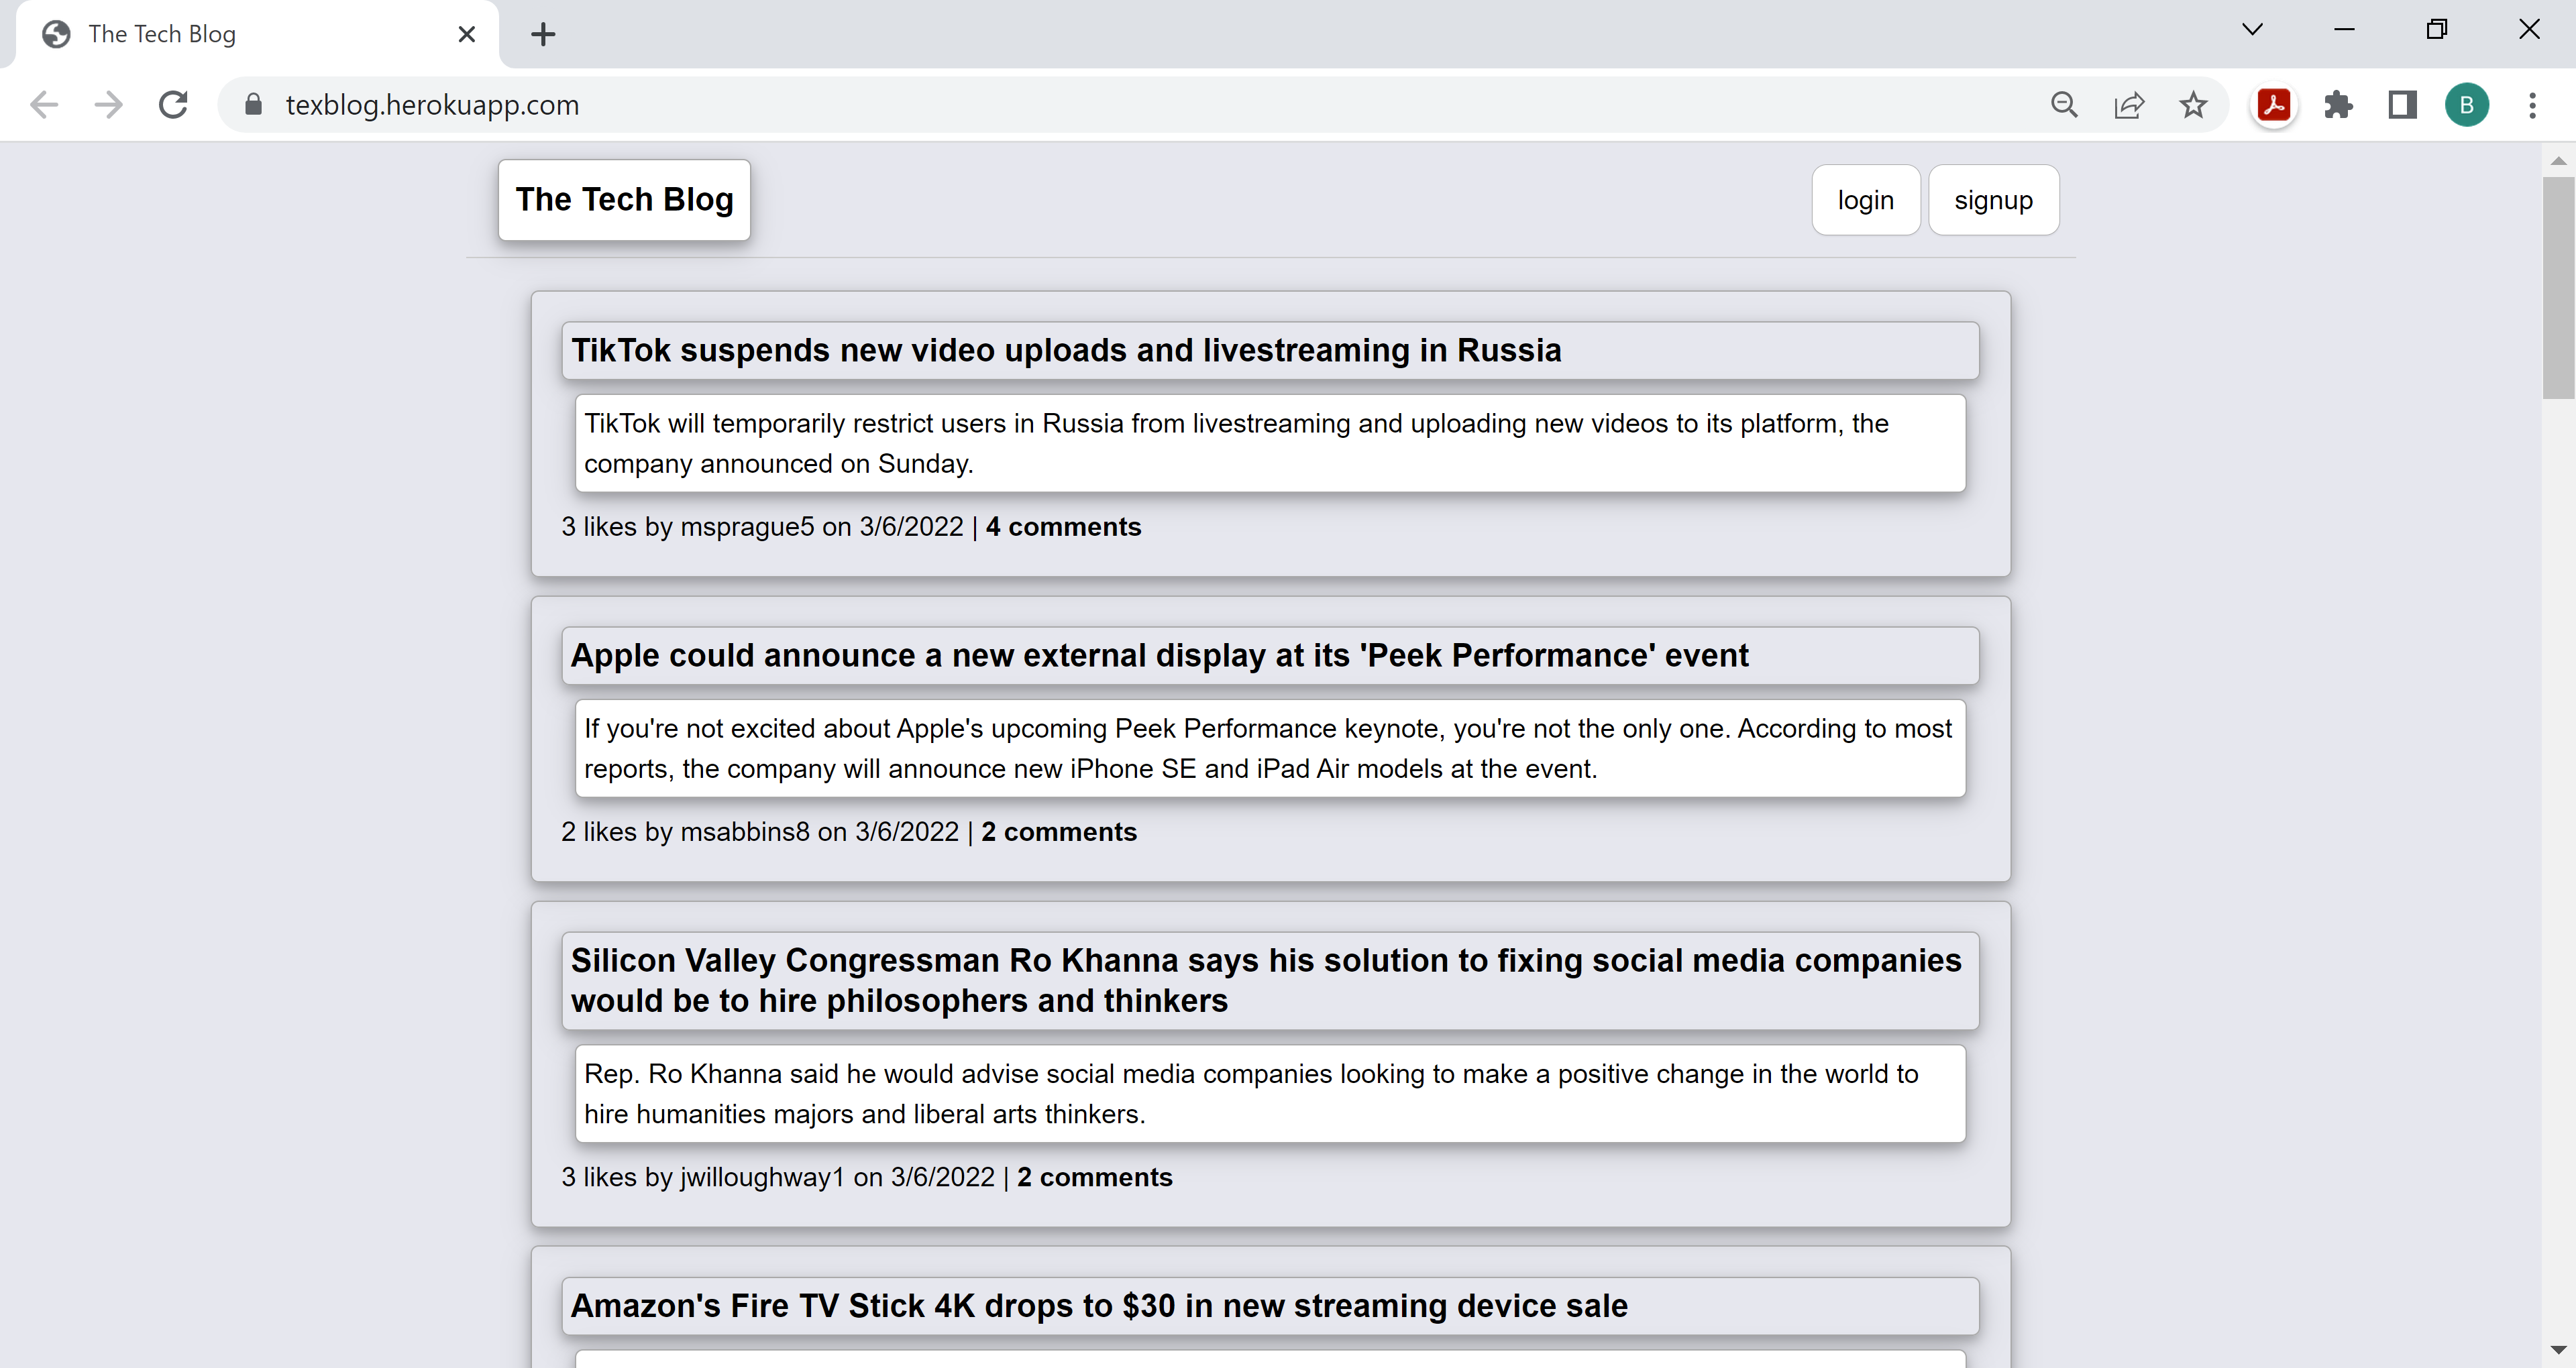 The Tech Blog
texblog.herokuapp.com
B
The Tech Blog
login
signup
TikTok suspends new video uploads and livestreaming in Russia
TikTok will temporarily restrict users in Russia from livestreaming and uploading new videos to its platform, the
company announced on Sunday.
3 likes by msprague5 on 3/6/2022 | 4 comments
Apple could announce a new external display at its 'Peek Performance' event
If you're not excited about Apple's upcoming Peek Performance keynote, you're not the only one. According to most
reports, the company will announce new iPhone SE and iPad Air models at the event.
2 likes by msabbins8 on 3/6/2022 | 2 comments
Silicon Valley Congressman Ro Khanna says his solution to fixing social media companies
would be to hire philosophers and thinkers
Rep. Ro Khanna said he would advise social media companies looking to make a positive change in the world to
hire humanities majors and liberal arts thinkers.
3 likes by jwilloughway1 on 3/6/2022 | 2 comments
Amazon's Fire TV Stick 4K drops to $30 in new streaming device sale